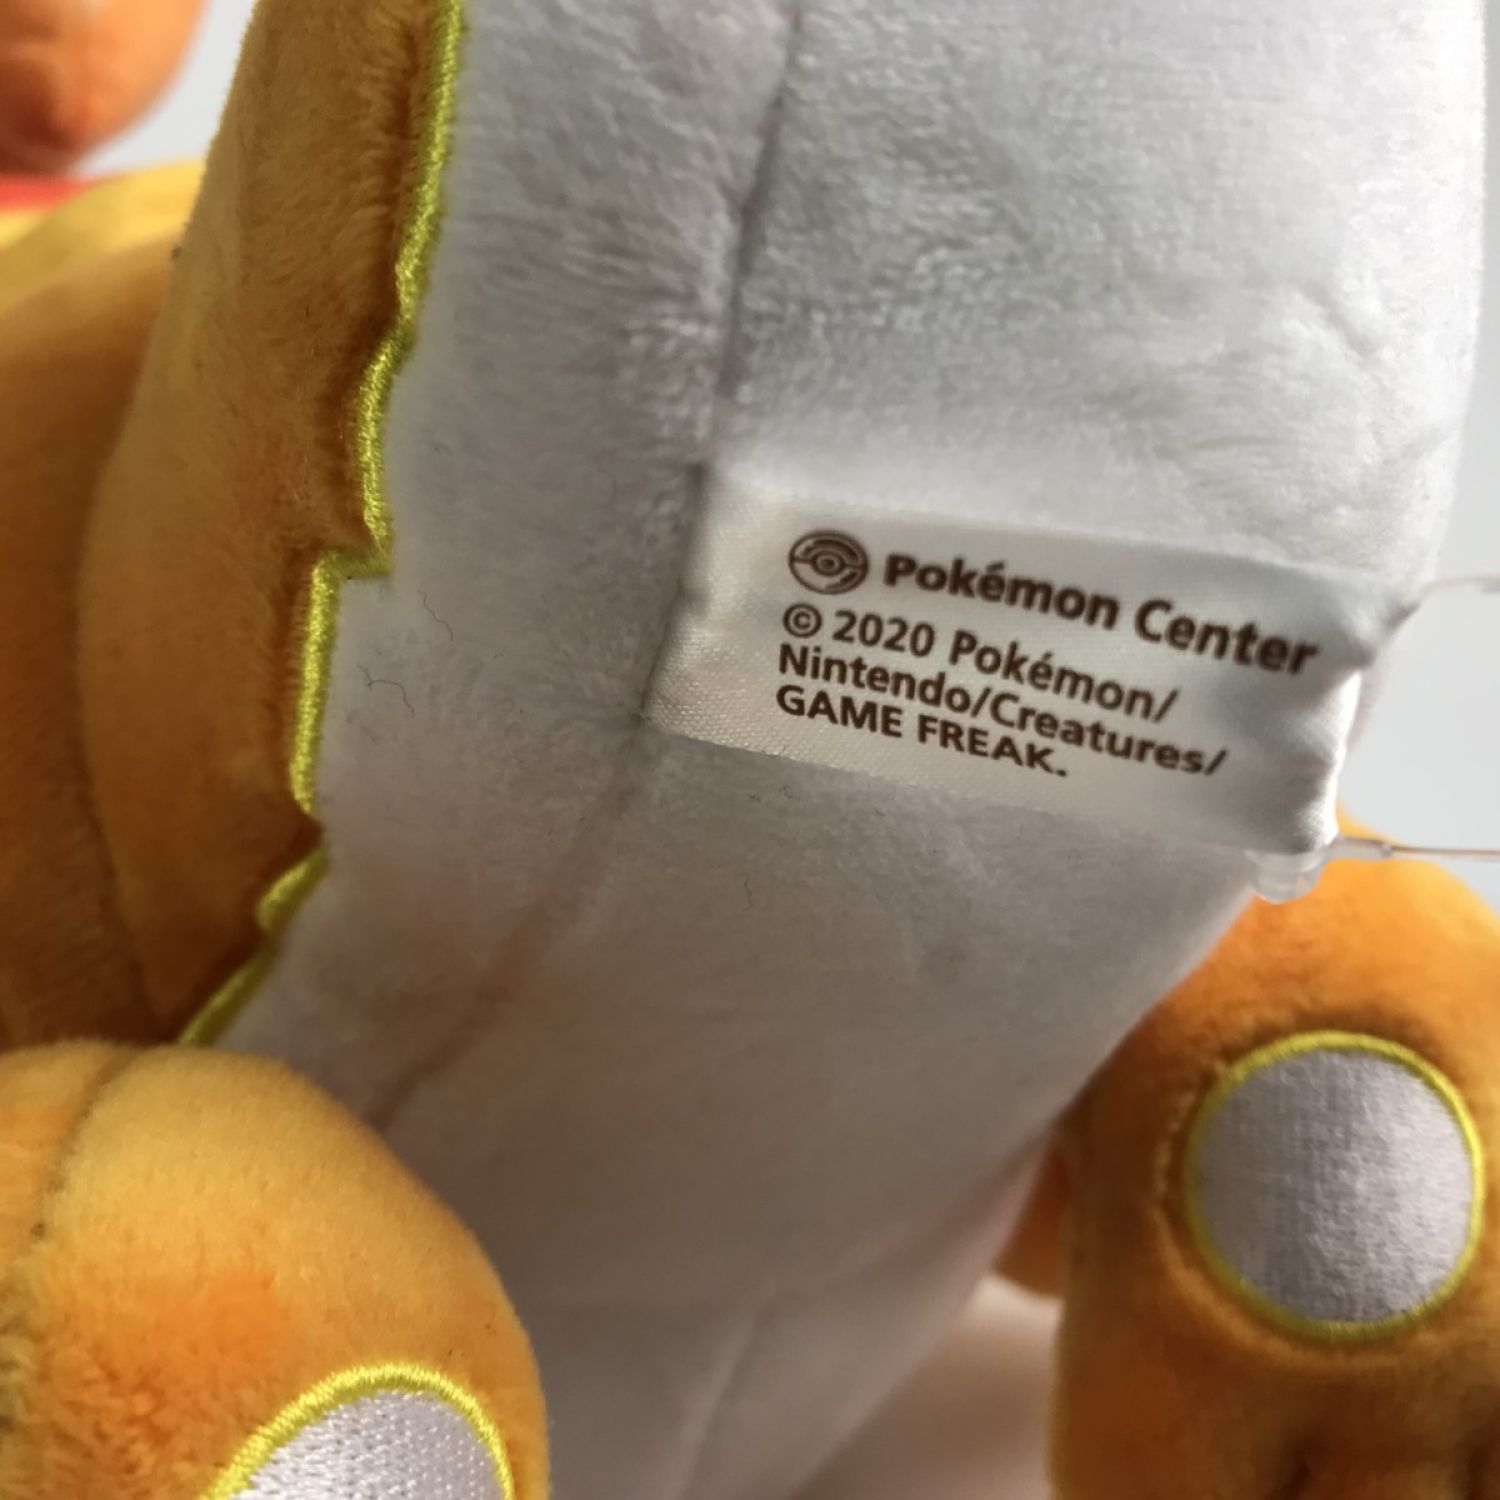 Pokémon Center
© 2020 Pokémon/
Nintendo/Creatures/
GAME FREAK.